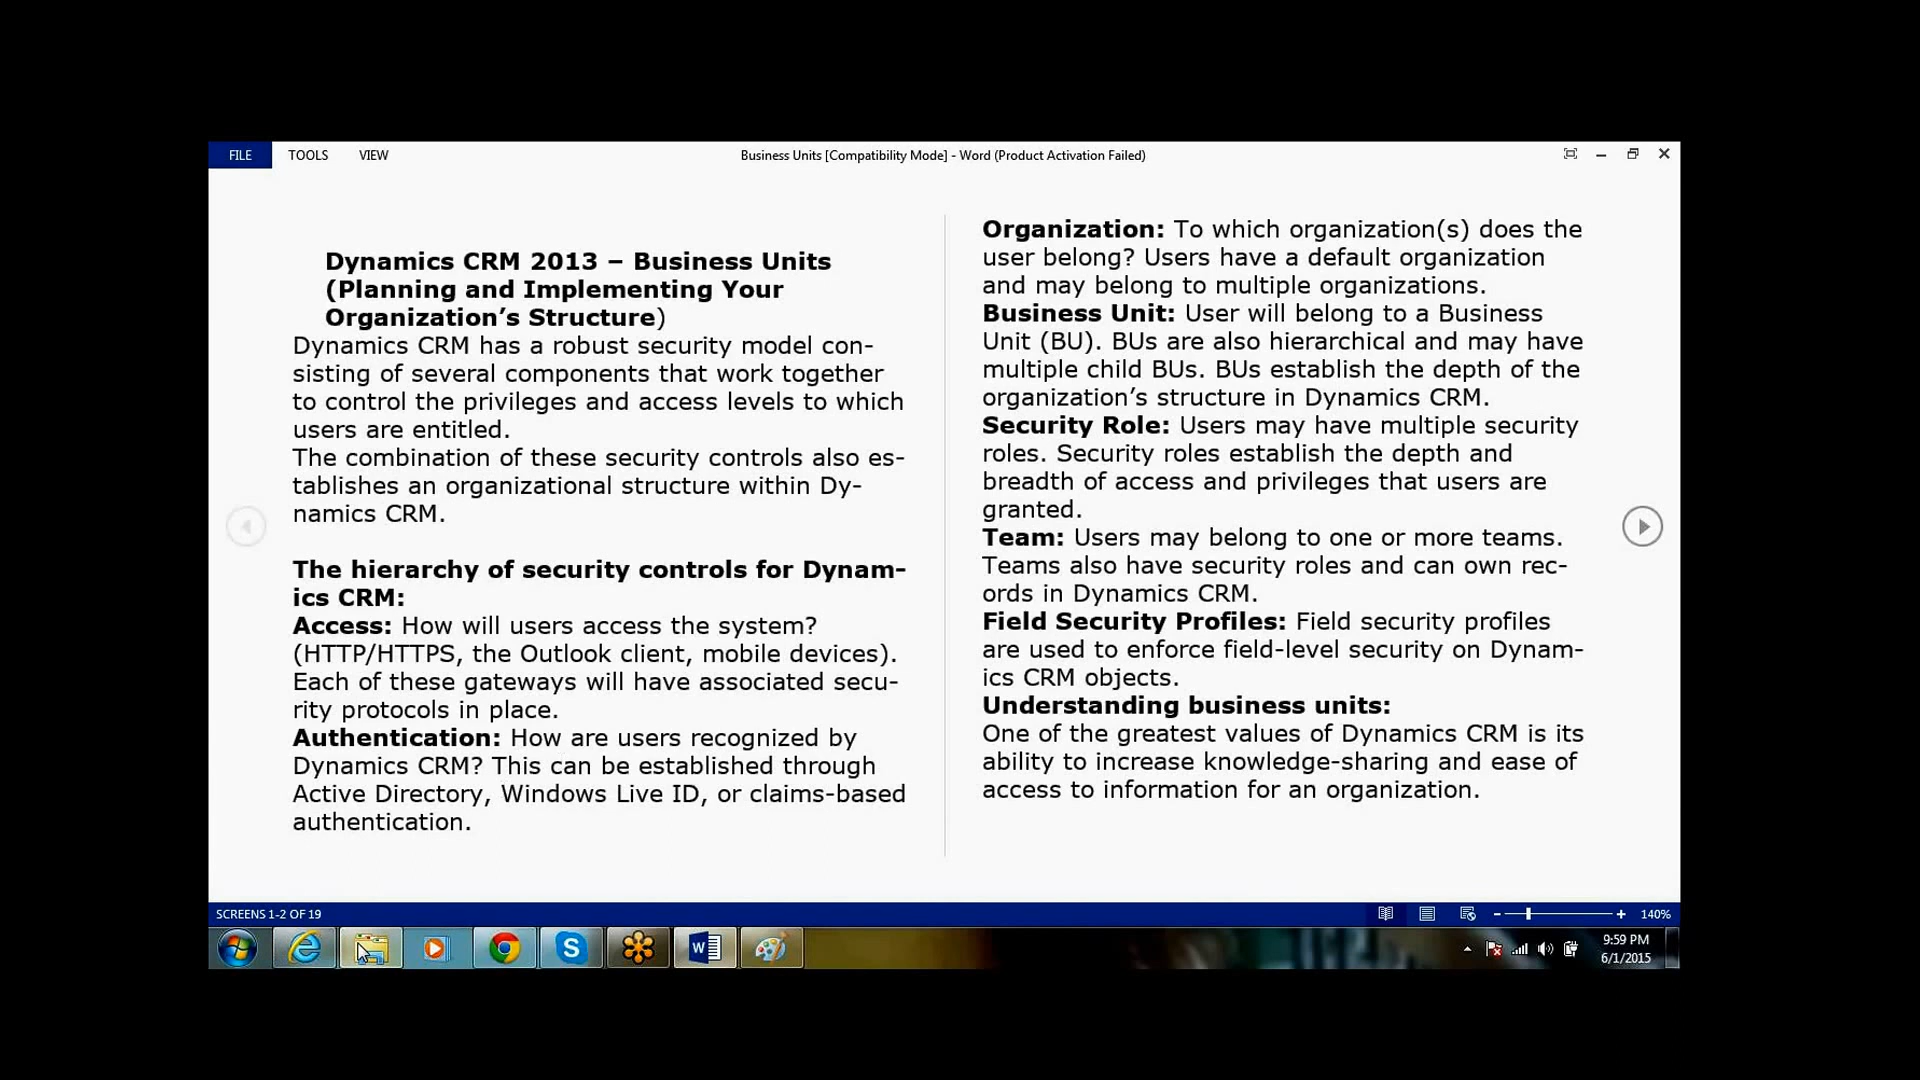 FILE TOOLS VIEW Business Units [Compatibility Mode] - Word (Product Activation Failed)
Dynamics CRM 2013 – Business Units
(Planning and Implementing Your
Organization’s Structure)
Dynamics CRM has a robust security model con-
sisting of several components that work together
to control the privileges and access levels to which
users are entitled.
The combination of these security controls also es-
tablishes an organizational structure within Dy-
namics CRM.
The hierarchy of security controls for Dynam-
ics CRM:
Access: How will users access the system?
(HTTP/HTTPS, the Outlook client, mobile devices).
Each of these gateways will have associated secu-
rity protocols in place.
Authentication: How are users recognized by
Dynamics CRM? This can be established through
Active Directory, Windows Live ID, or claims-based
authentication.
Organization: To which organization(s) does the
user belong? Users have a default organization
and may belong to multiple organizations.
Business Unit: User will belong to a Business
Unit (BU). BUs are also hierarchical and may have
multiple child BUs. BUs establish the depth of the
organization’s structure in Dynamics CRM.
Security Role: Users may have multiple security
roles. Security roles establish the depth and
breadth of access and privileges that users are
granted.
Team: Users may belong to one or more teams.
Teams also have security roles and can own rec-
ords in Dynamics CRM.
Field Security Profiles: Field security profiles
are used to enforce field-level security on Dynam-
ics CRM objects.
Understanding business units:
One of the greatest values of Dynamics CRM is its
ability to increase knowledge-sharing and ease of
access to information for an organization.
SCREENS 1-2 OF 19
140%
9:59 PM
6/1/2015